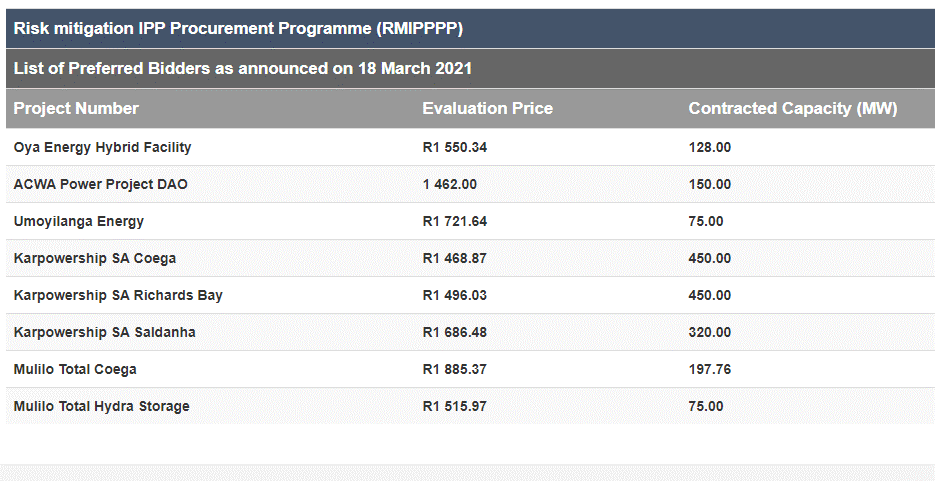 Risk mitigation IPP Procurement Programme (RMIPPPP)
List of Preferred Bidders as announced on 18 March 2021
Project Number Evaluation Price Contracted Capacity (MW)
Oya Energy Hybrid Facility R1 550.34 128.00
ACWA Power Project DAO 1 462.00 150.00
Umoyilanga Energy R1 721.64 75.00
Karpowership SA Coega R1 468.87 450.00
Karpowership SA Richards Bay R1 496.03 450.00
Karpowership SA Saldanha R1 686.48 320.00
Mulilo Total Coega R1 885.37 197.76
Mulilo Total Hydra Storage R1 515.97 75.00